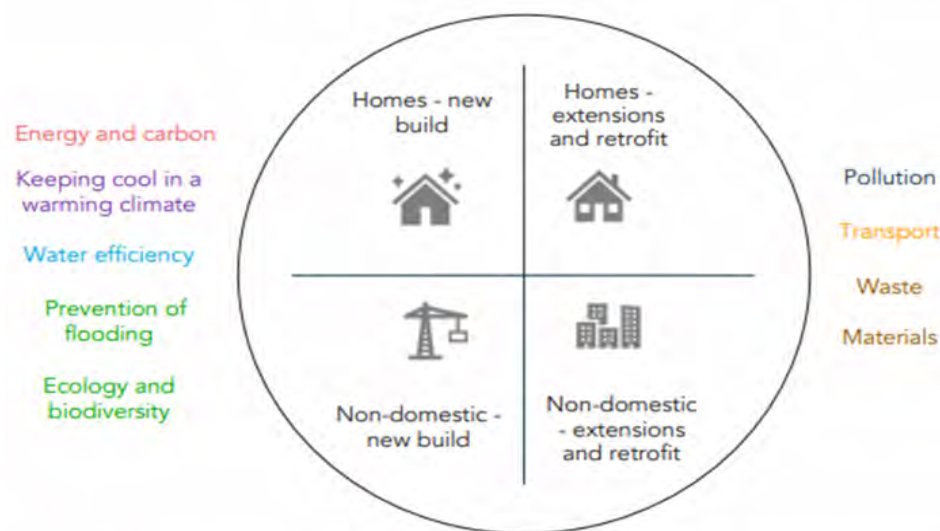 Energy and carbon
Keeping cool in a
warming climate
Water efficiency
Prevention of
flooding
Ecology and
biodiversity
Homes - new
build
Homes -
extensions
and retrofit
Non-domestic -
new build
Non-domestic
- extensions
and retrofit
Pollution
Transport
Waste
Materials